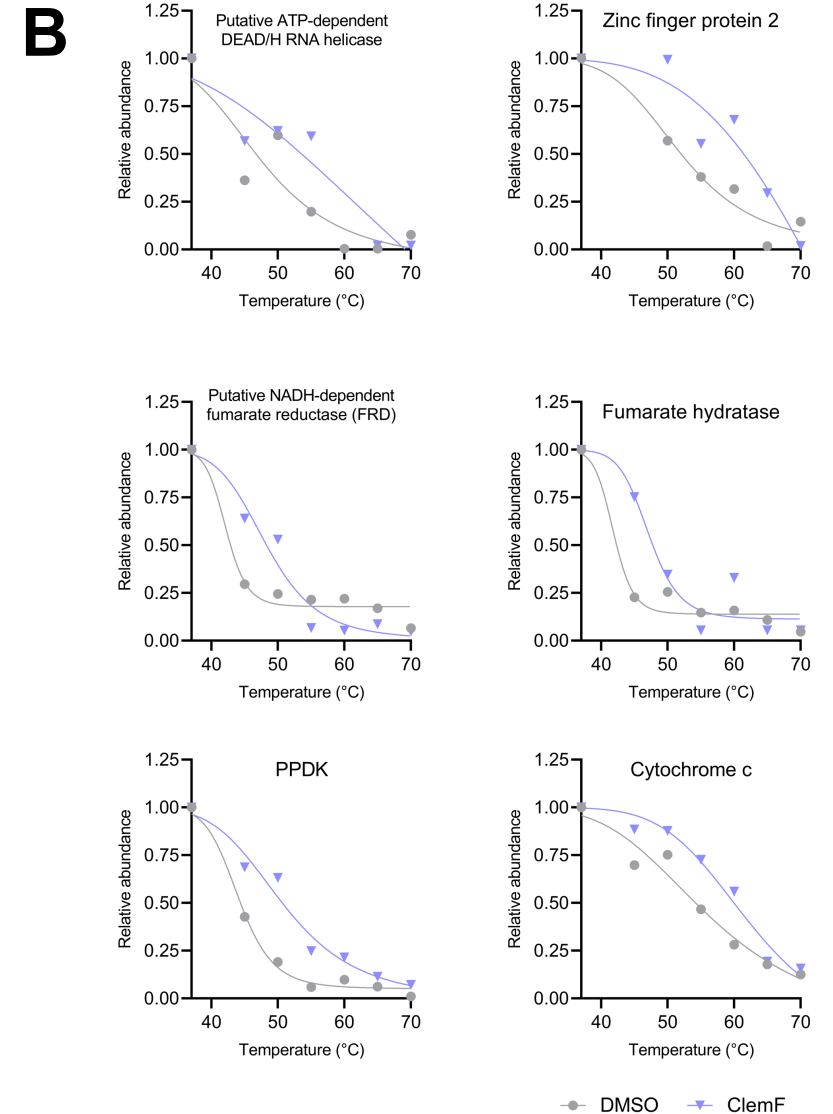 B
Putative ATP-dependent
DEAD/H RNA helicase
1.25
1.00
0.75
0.50
0.25
0.00
Relative abundance
40 50 60 70
Temperature (°C)
Zinc finger protein 2
1.25
1.00
0.75
0.50
0.25
0.00
Relative abundance
40 50 60 70
Temperature (°C)
Putative NADH-dependent
fumarate reductase (FRD)
1.25
1.00
0.75
0.50
0.25
0.00
Relative abundance
40 50 60 70
Temperature (°C)
Fumarate hydratase
1.25
1.00
0.75
0.50
0.25
0.00
Relative abundance
40 50 60 70
Temperature (°C)
PPDK
1.25
1.00
0.75
0.50
0.25
0.00
Relative abundance
40 50 60 70
Temperature (°C)
Cytochrome c
1.25
1.00
0.75
0.50
0.25
0.00
Relative abundance
40 50 60 70
Temperature (°C)
DMSO ClemF